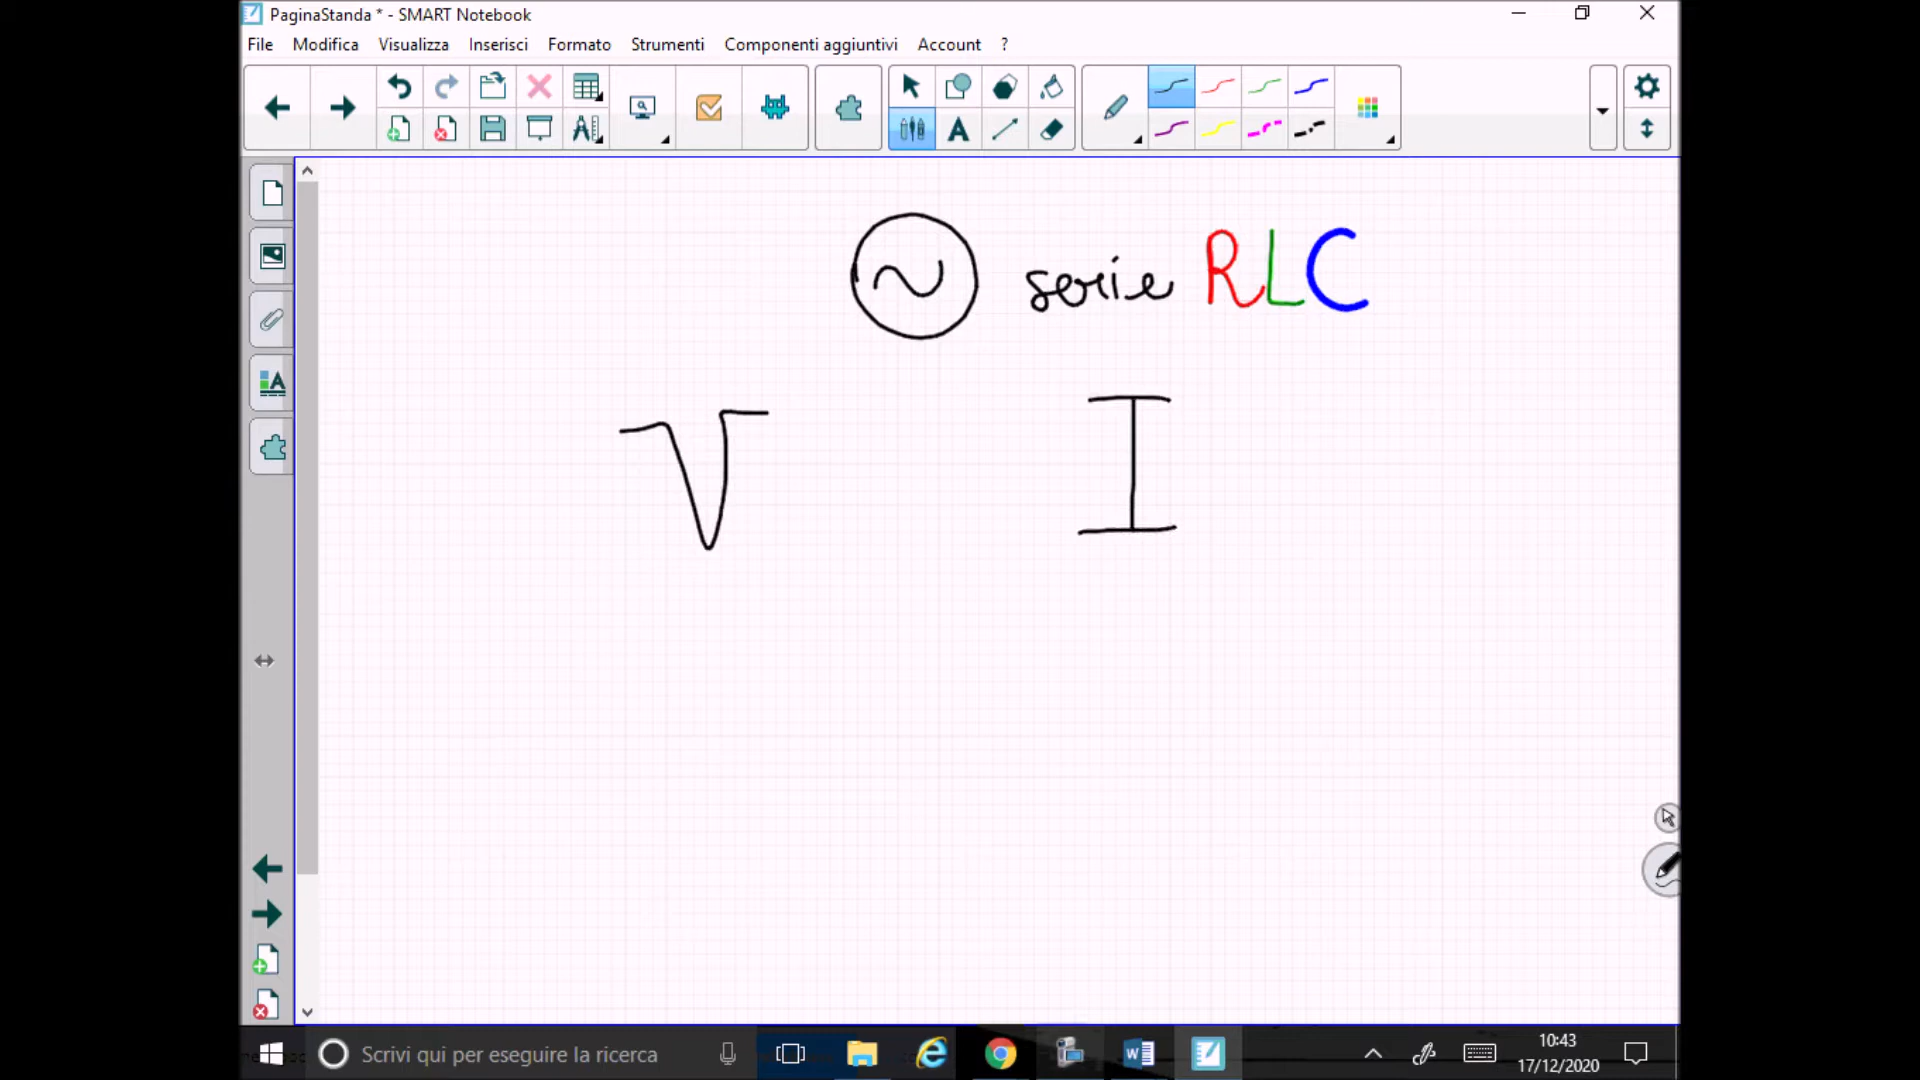 PaginaStanda * - SMART Notebook
File Modifica Visualizza Inserisci Formato Strumenti Componenti aggiuntivi Account ?
serie RLC
V I
Scrivi qui per eseguire la ricerca
10:43
17/12/2020